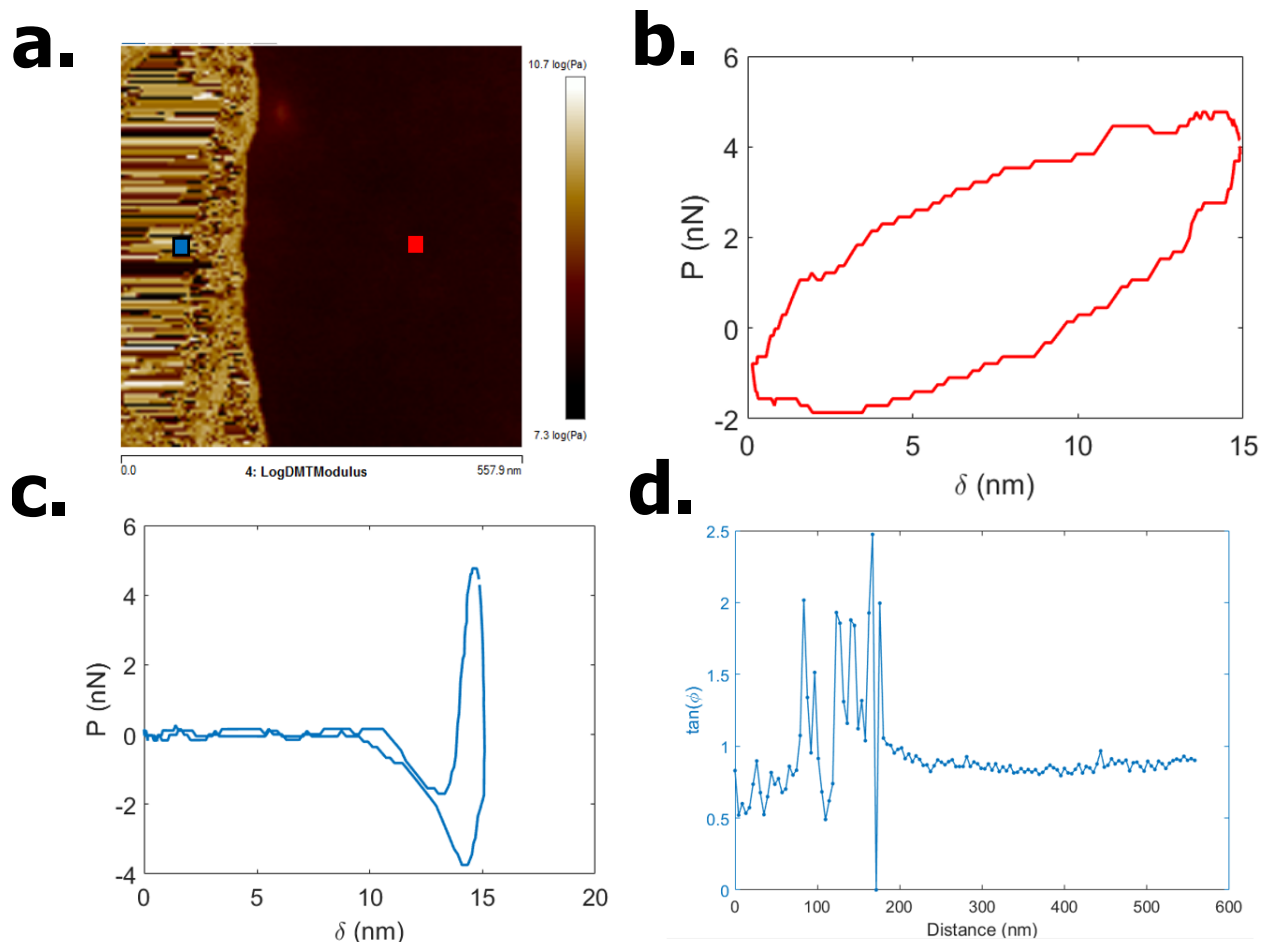 a.
10.7 log(Pa)
7.3 log(Pa)
0.0 4: LogDMTModulus 557.9 nm
b.
6
4
2
0
-2
P (nN)
0 5 10 15
δ (nm)
c.
6
4
2
0
-2
-4
P (nN)
0 5 10 15 20
δ (nm)
d.
2.5
2
1.5
1
0.5
0
tan(ϕ)
0 100 200 300 400 500 600
Distance (nm)